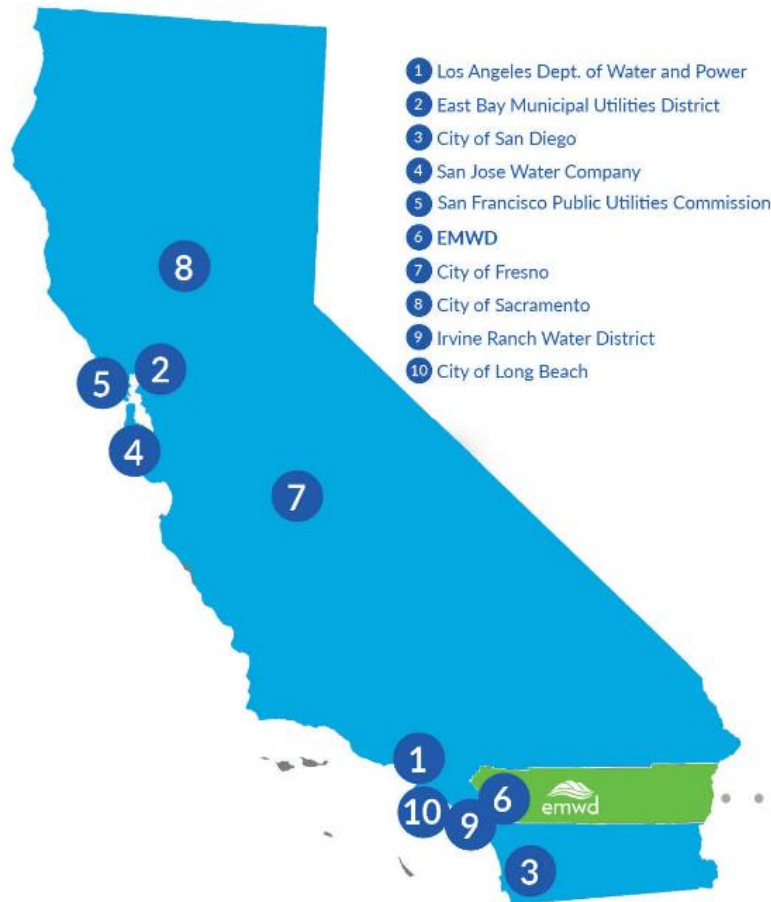 1 Los Angeles Dept. of Water and Power
2 East Bay Municipal Utilities District
3 City of San Diego
4 San Jose Water Company
5 San Francisco Public Utilities Commission
6 EMWD
7 City of Fresno
8 City of Sacramento
9 Irvine Ranch Water District
10 City of Long Beach
8
5
2
4
7
1
6
emwd
10
9
3